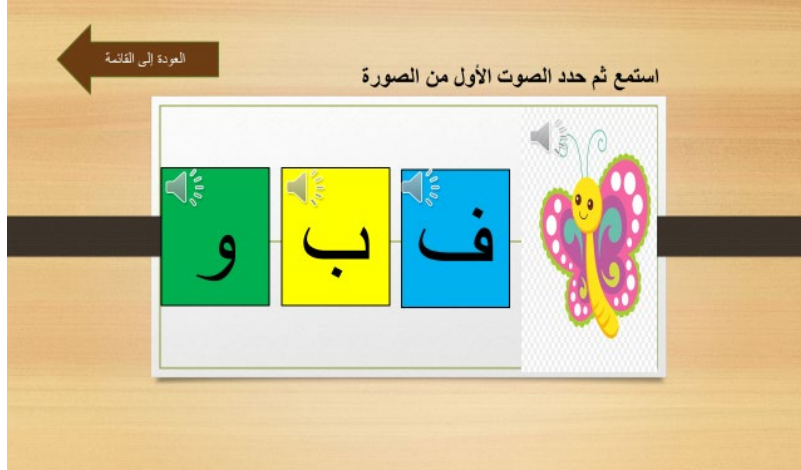 العودة إلى القائمة
استمع ثم حدد الصوت الأول من الصورة
ف ب و